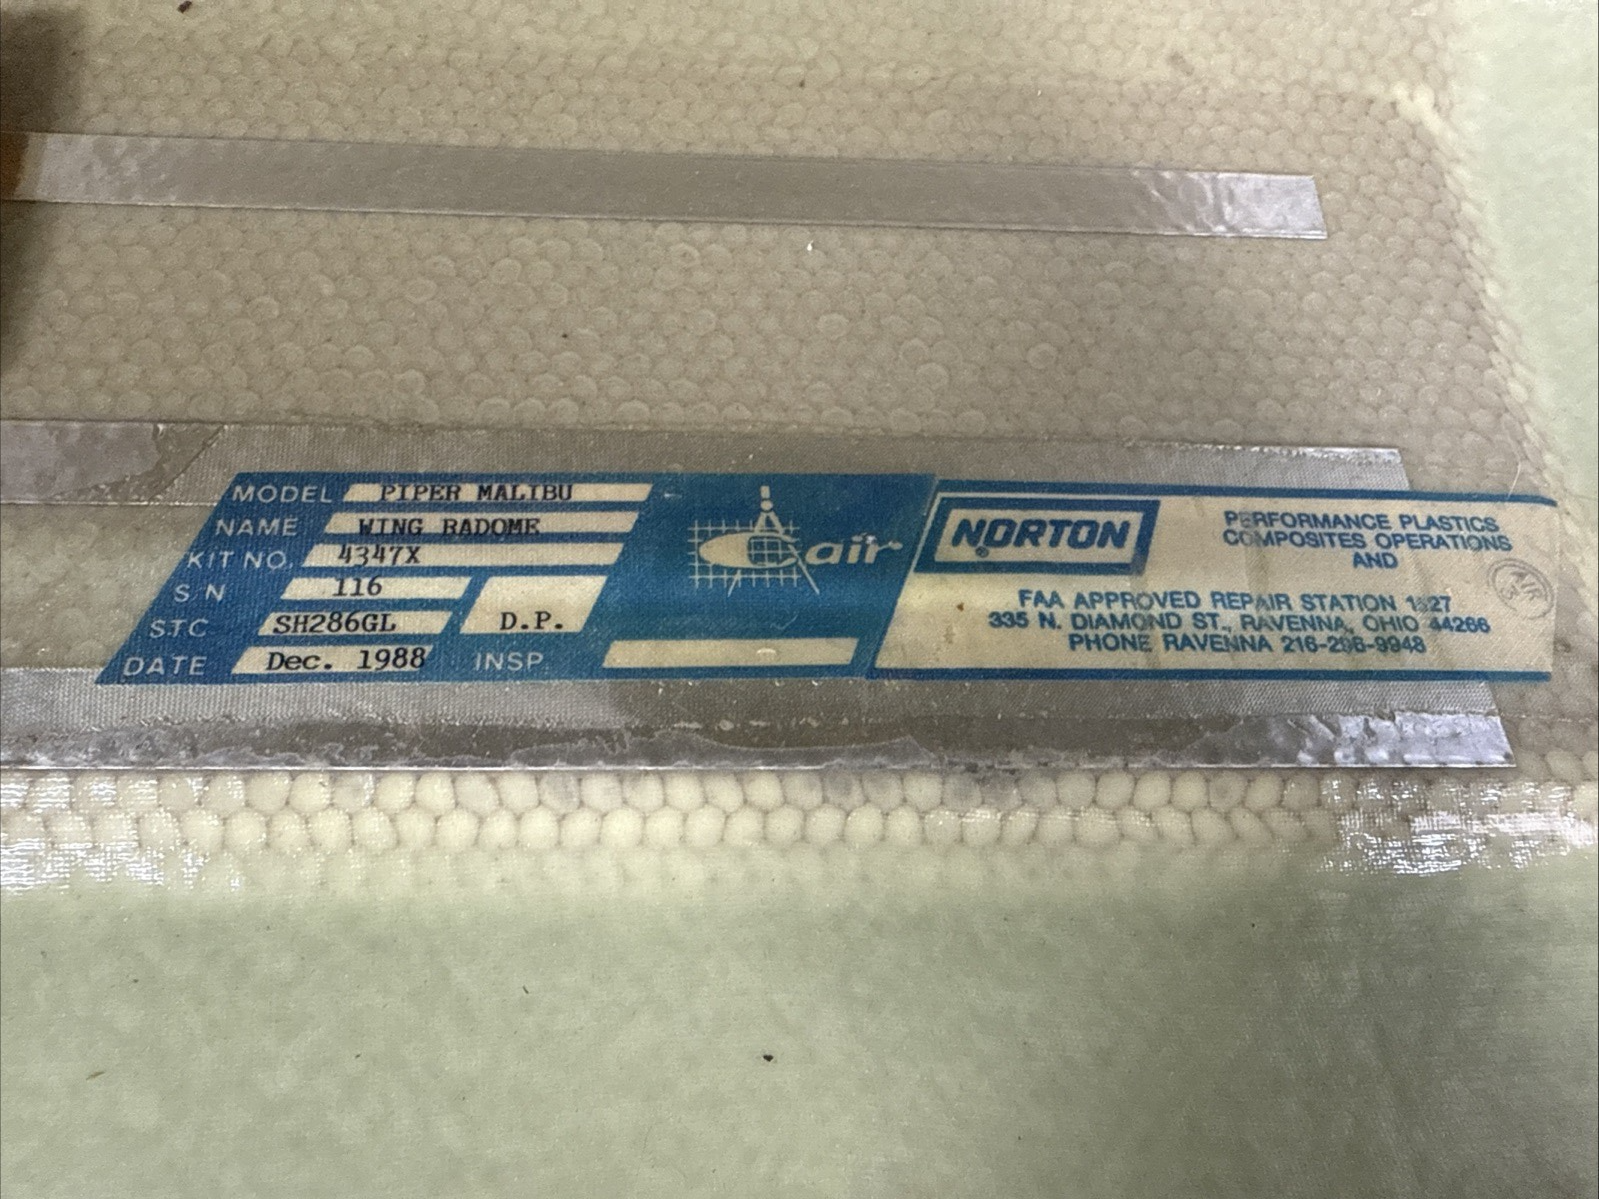 MODEL PIPER MALIBU
NAME WING RADOME
KIT NO. 4347X
S N 116
STC SH286GL D.P.
DATE Dec. 1988 INSP
air
NORTON®
PERFORMANCE PLASTICS
COMPOSITES OPERATIONS
AND
FAA APPROVED REPAIR STATION
335 N. DIAMOND ST., RAVENNA, OHIO 44266
PHONE RAVENNA 216-296-9948